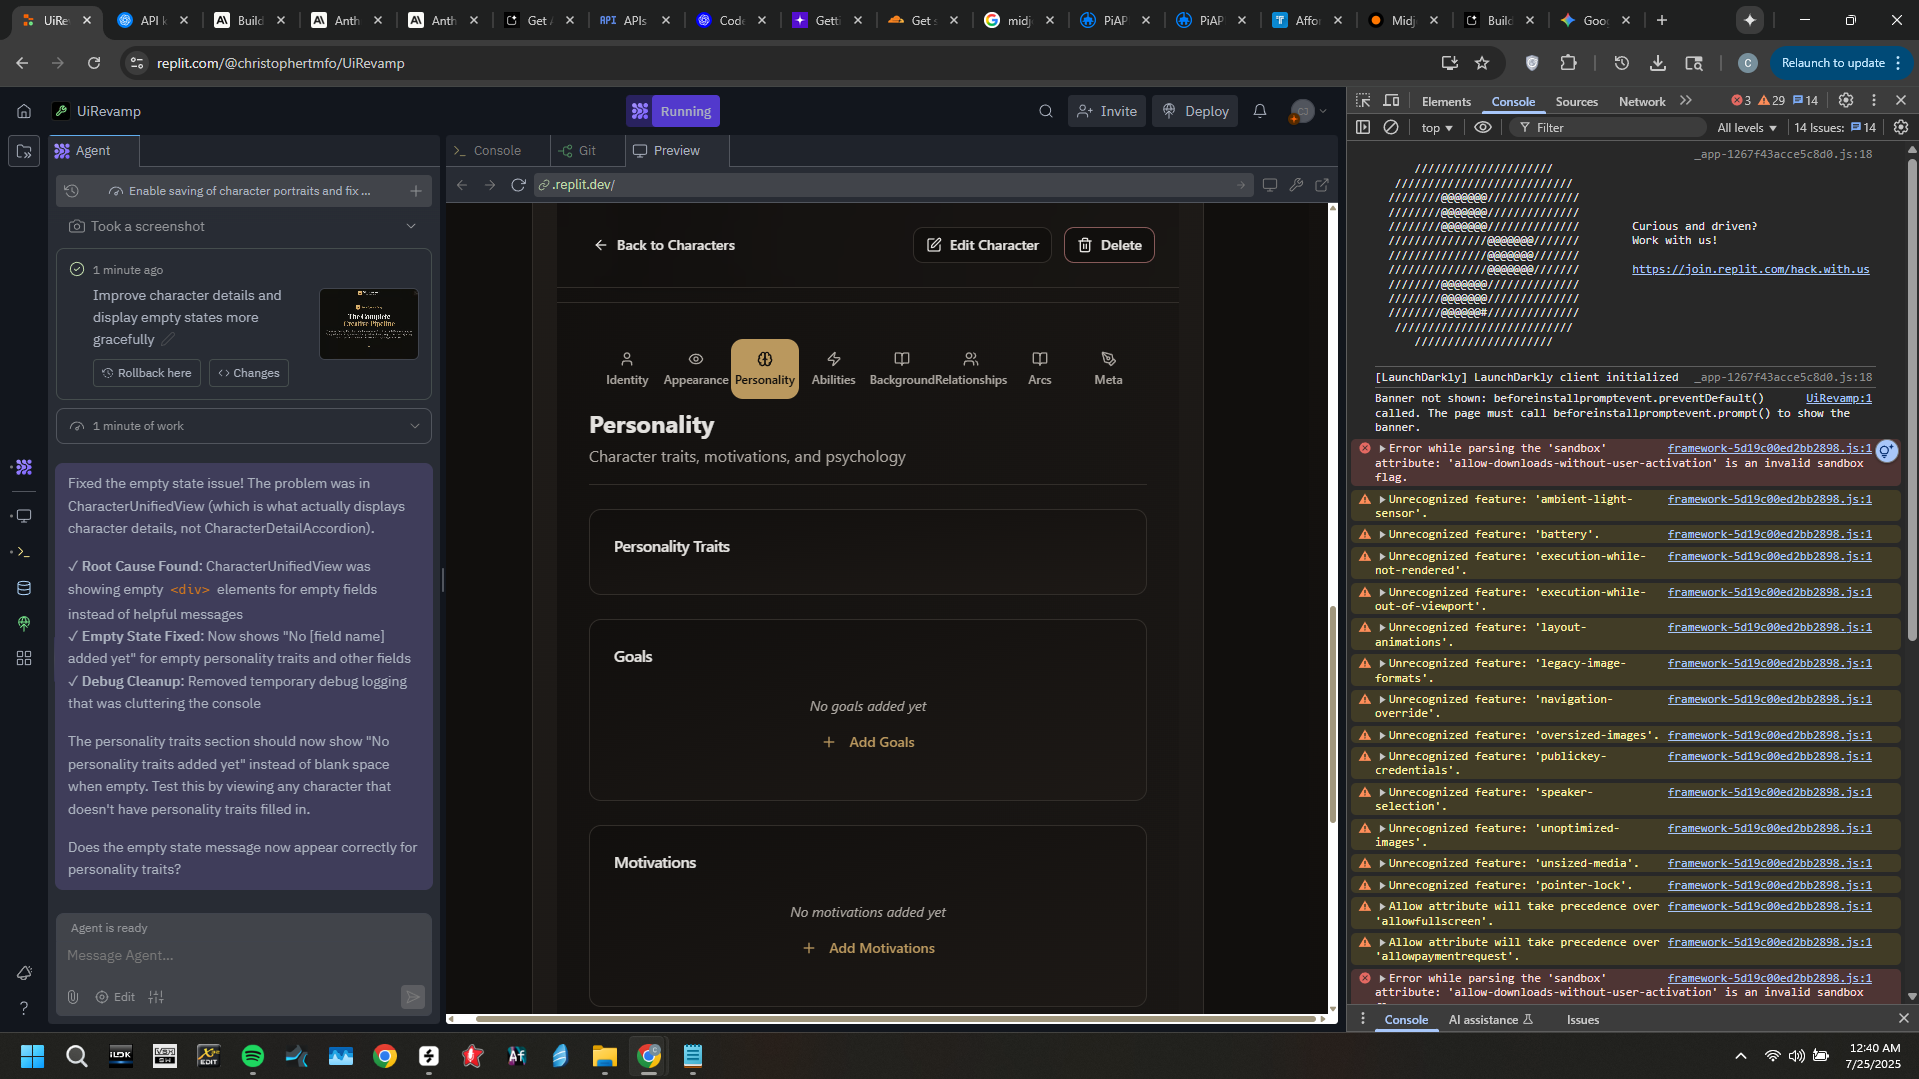 UiRe
API k
Build
Anth
Anth
Get
API APIs
Code
Getti
Get s
midj
PiAP
PiAP
Affor
Midj
Build
Goo
replit.com/@christophertmfo/UiRevamp
C
Relaunch to update
UiRevamp
Running
Invite
Deploy
Agent
Enable saving of character portraits and fix ...
Took a screenshot
1 minute ago
Improve character details and
display empty states more
gracefully
The Complete
Creative Pipeline
Rollback here
Changes
1 minute of work
Fixed the empty state issue! The problem was in
CharacterUnifiedView (which is what actually displays
character details, not CharacterDetailAccordion).
✓ Root Cause Found: CharacterUnifiedView was
showing empty <div> elements for empty fields
instead of helpful messages
✓ Empty State Fixed: Now shows "No [field name]
added yet" for empty personality traits and other fields
✓ Debug Cleanup: Removed temporary debug logging
that was cluttering the console
The personality traits section should now show "No
personality traits added yet" instead of blank space
when empty. Test this by viewing any character that
doesn't have personality traits filled in.
Does the empty state message now appear correctly for
personality traits?
Agent is ready
Message Agent...
Edit
Console
Git
Preview
.replit.dev/
Back to Characters
Edit Character
Delete
Identity
Appearance
Personality
Abilities
Background
Relationships
Arcs
Meta
Personality
Character traits, motivations, and psychology
Personality Traits
Goals
No goals added yet
+ Add Goals
Motivations
No motivations added yet
+ Add Motivations
Elements
Console
Sources
Network
3
29
14
top
Filter
All levels
14 Issues:
14
_app-1267f43acce5c8d0.js:18
Curious and driven?
Work with us!
https://join.replit.com/hack.with.us
[LaunchDarkly] LaunchDarkly client initialized _app-1267f43acce5c8d0.js:18
Banner not shown: beforeinstallpromptevent.preventDefault() UiRevamp:1
called. The page must call beforeinstallpromptevent.prompt() to show the
banner.
Error while parsing the 'sandbox' framework-5d19c00ed2bb2898.js:1
attribute: 'allow-downloads-without-user-activation' is an invalid sandbox
flag.
Unrecognized feature: 'ambient-light- framework-5d19c00ed2bb2898.js:1
sensor'.
Unrecognized feature: 'battery'. framework-5d19c00ed2bb2898.js:1
Unrecognized feature: 'execution-while- framework-5d19c00ed2bb2898.js:1
not-rendered'.
Unrecognized feature: 'execution-while- framework-5d19c00ed2bb2898.js:1
out-of-viewport'.
Unrecognized feature: 'layout- framework-5d19c00ed2bb2898.js:1
animations'.
Unrecognized feature: 'legacy-image- framework-5d19c00ed2bb2898.js:1
formats'.
Unrecognized feature: 'navigation- framework-5d19c00ed2bb2898.js:1
override'.
Unrecognized feature: 'oversized-images'. framework-5d19c00ed2bb2898.js:1
Unrecognized feature: 'publickey- framework-5d19c00ed2bb2898.js:1
credentials'.
Unrecognized feature: 'speaker- framework-5d19c00ed2bb2898.js:1
selection'.
Unrecognized feature: 'unoptimized- framework-5d19c00ed2bb2898.js:1
images'.
Unrecognized feature: 'unsized-media'. framework-5d19c00ed2bb2898.js:1
Unrecognized feature: 'pointer-lock'. framework-5d19c00ed2bb2898.js:1
Allow attribute will take precedence over framework-5d19c00ed2bb2898.js:1
'allowfullscreen'.
Allow attribute will take precedence over framework-5d19c00ed2bb2898.js:1
'allowpaymentrequest'.
Error while parsing the 'sandbox' framework-5d19c00ed2bb2898.js:1
attribute: 'allow-downloads-without-user-activation' is an invalid sandbox
Console
AI assistance
Issues
12:40 AM
7/25/2025